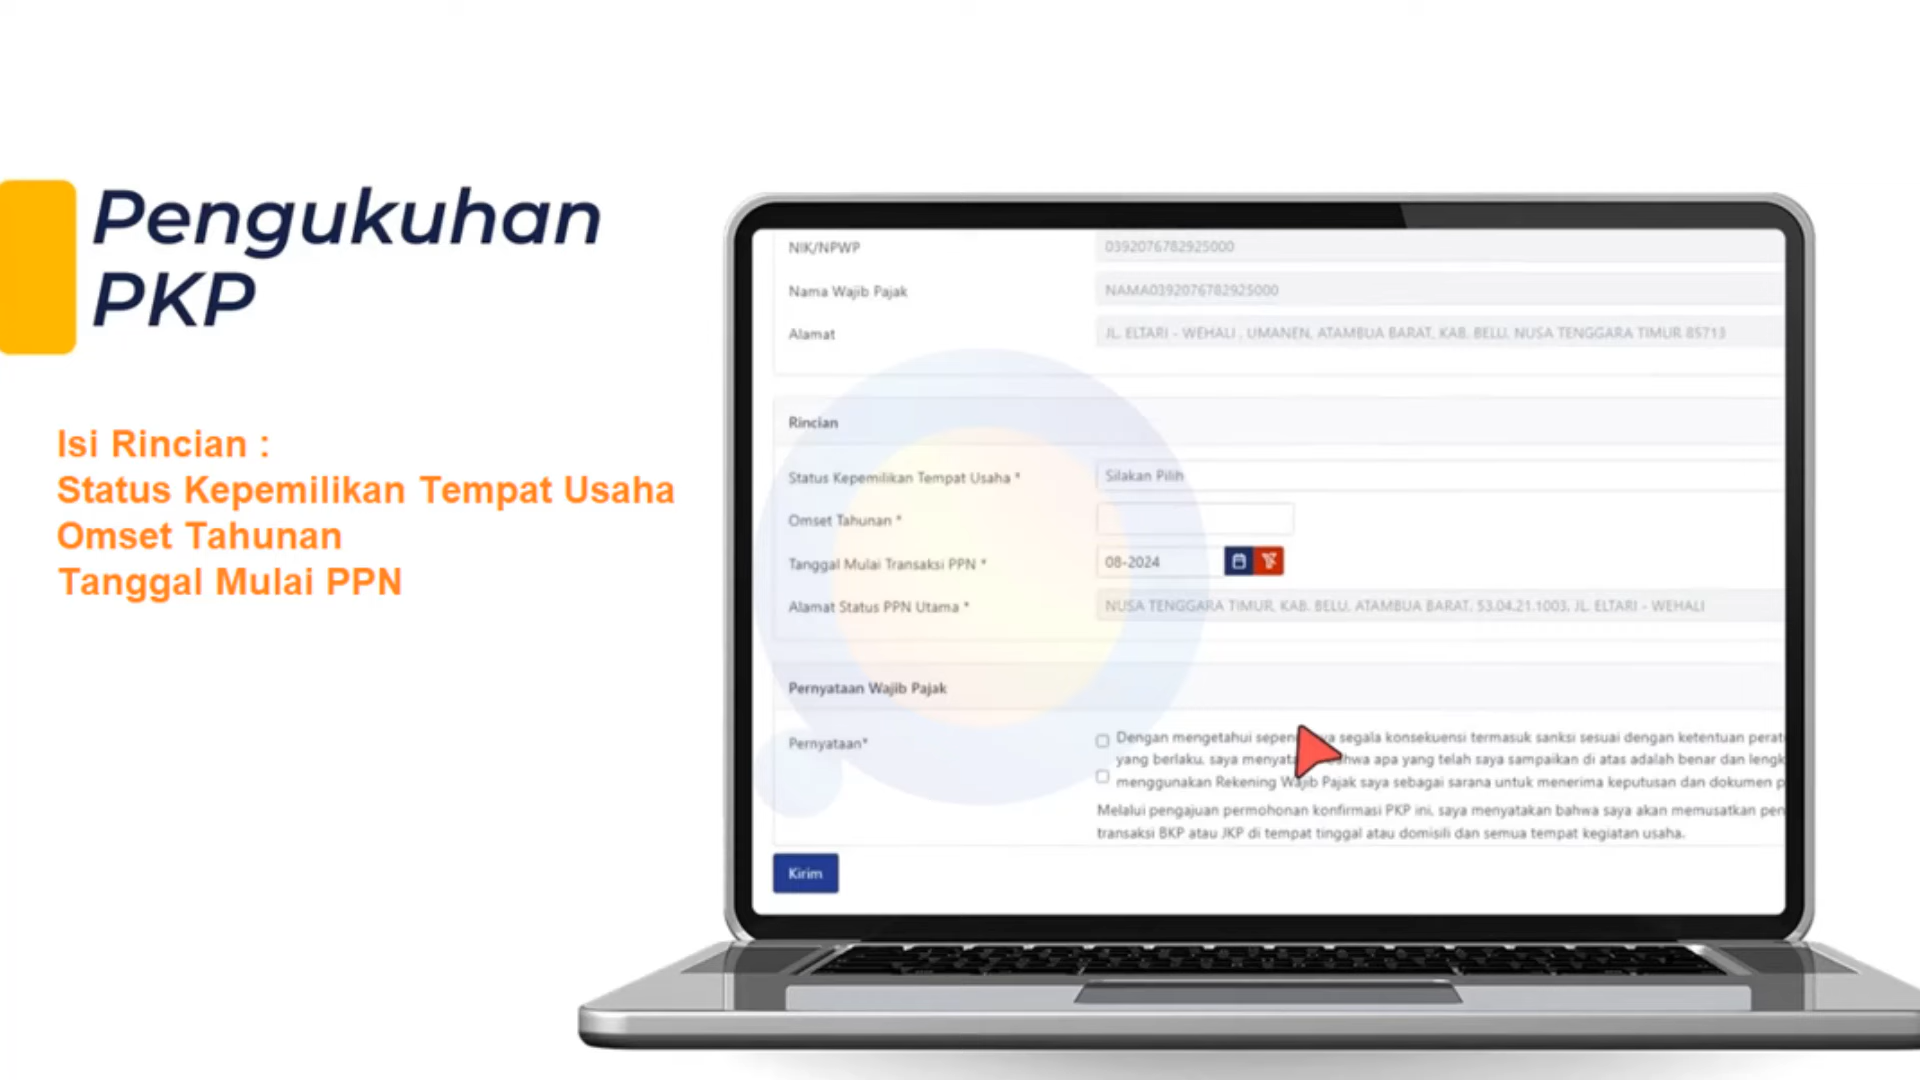 Pengukuhan
PKP
Isi Rincian :
Status Kepemilikan Tempat Usaha
Omset Tahunan
Tanggal Mulai PPN
NIK/NPWP 0392076782925000
Nama Wajib Pajak NAMA0392076782925000
Alamat JL. ELTARI - WEHALI , UMANEN, ATAMBUA BARAT, KAB. BELU, NUSA TENGGARA TIMUR 85713
Rincian
Status Kepemilikan Tempat Usaha * Silakan Pilih
Omset Tahunan *
Tanggal Mulai Transaksi PPN * 08-2024
Alamat Status PPN Utama * NUSA TENGGARA TIMUR, KAB. BELU, ATAMBUA BARAT, 53.04.21.1003, JL. ELTARI - WEHALI
Pernyataan Wajib Pajak
Pernyataan*
Dengan mengetahui segala konsekuensi termasuk sanksi sesuai dengan ketentuan
yang berlaku, saya apa yang telah saya sampaikan di atas adalah benar dan
menggunakan Rekening Wajib Pajak saya sebagai sarana untuk menerima keputusan dan dokumen
Melalui pengajuan permohonan konfirmasi PKP ini, saya menyatakan bahwa saya akan memusatkan
transaksi BKP atau JKP di tempat tinggal atau domisili dan semua tempat kegiatan usaha.
Kirim